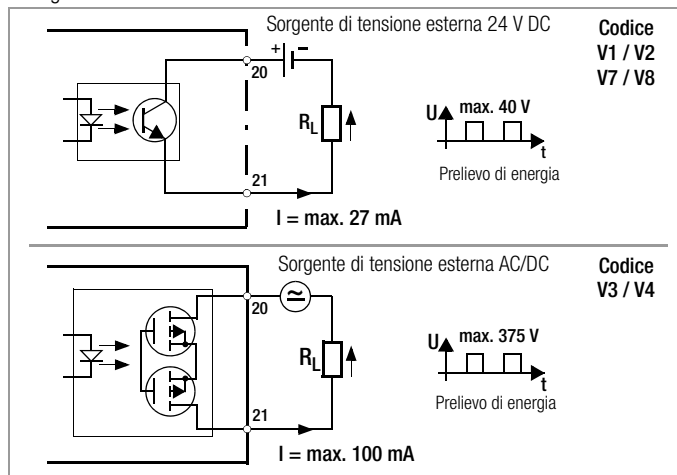 Sorgente di tensione esterna 24 V DC
Codice
V1 / V2
V7 / V8
+
–
20
RL
U
max. 40 V
t
Prelievo di energia
21
I = max. 27 mA
Sorgente di tensione esterna AC/DC
Codice
V3 / V4
20
RL
U
max. 375 V
t
Prelievo di energia
21
I = max. 100 mA